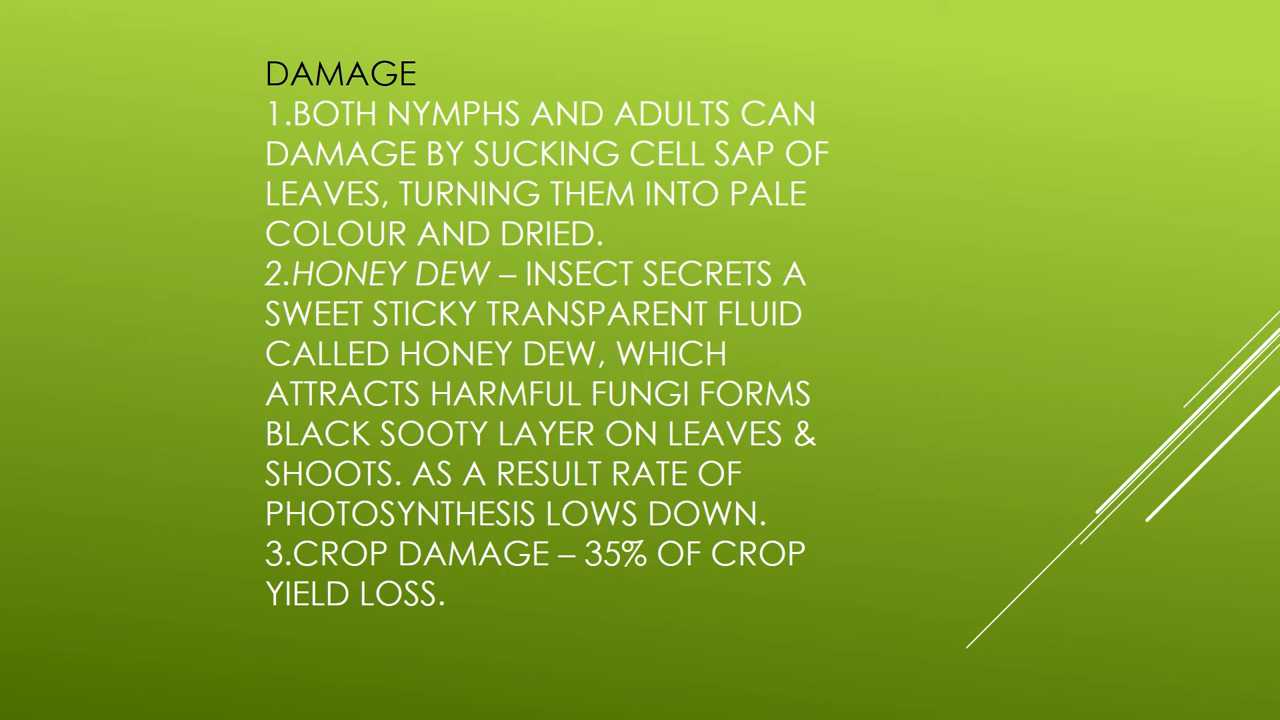 DAMAGE
1.BOTH NYMPHS AND ADULTS CAN
DAMAGE BY SUCKING CELL SAP OF
LEAVES, TURNING THEM INTO PALE
COLOUR AND DRIED.
2.HONEY DEW – INSECT SECRETS A
SWEET STICKY TRANSPARENT FLUID
CALLED HONEY DEW, WHICH
ATTRACTS HARMFUL FUNGI FORMS
BLACK SOOTY LAYER ON LEAVES &
SHOOTS. AS A RESULT RATE OF
PHOTOSYNTHESIS LOWS DOWN.
3.CROP DAMAGE – 35% OF CROP
YIELD LOSS.